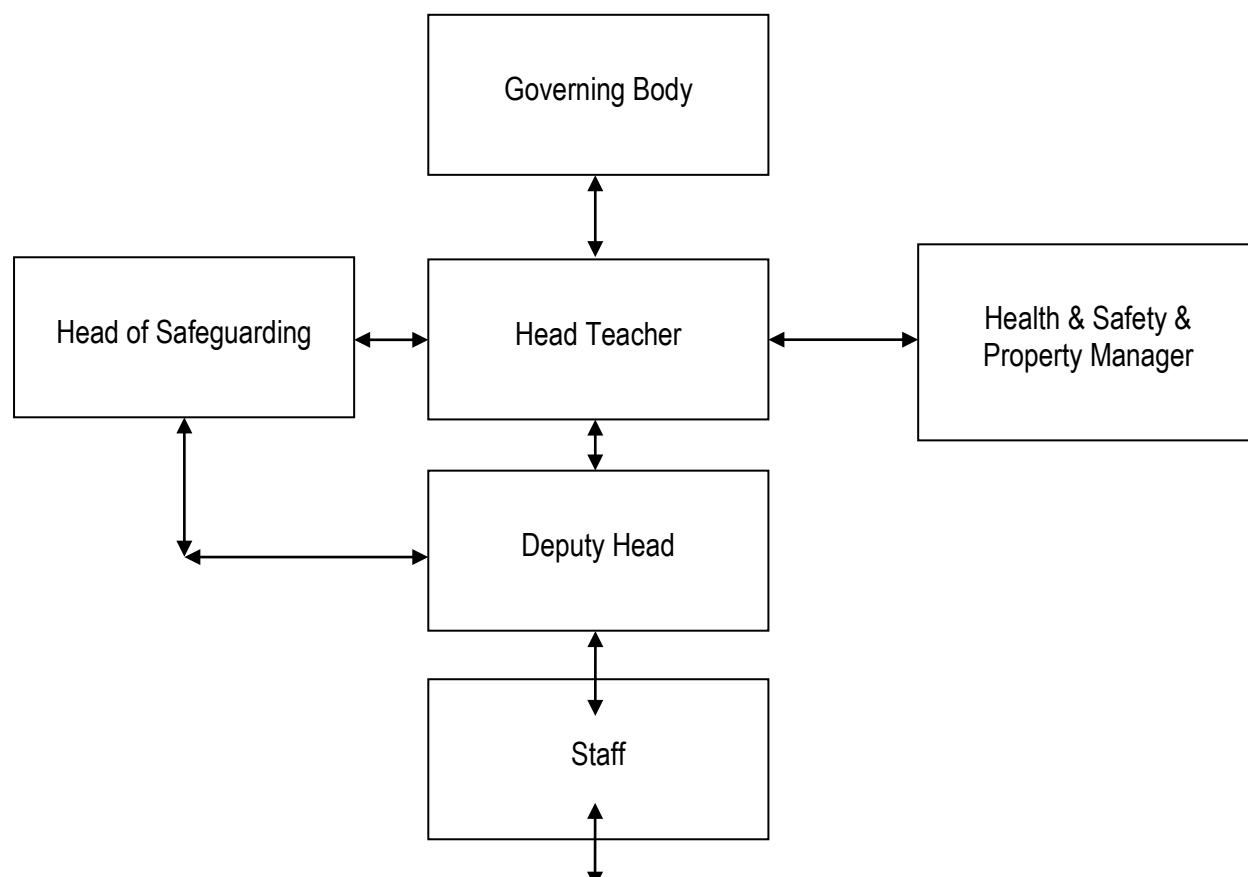 Governing Body
Head of Safeguarding
Head Teacher
Health & Safety &
Property Manager
Deputy Head
Staff